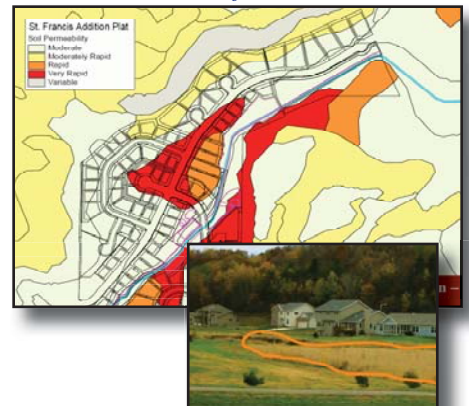 St. Francis Addition Plat
Soil Permeability
Moderate
Moderately Rapid
Rapid
Very Rapid
Variable
n –